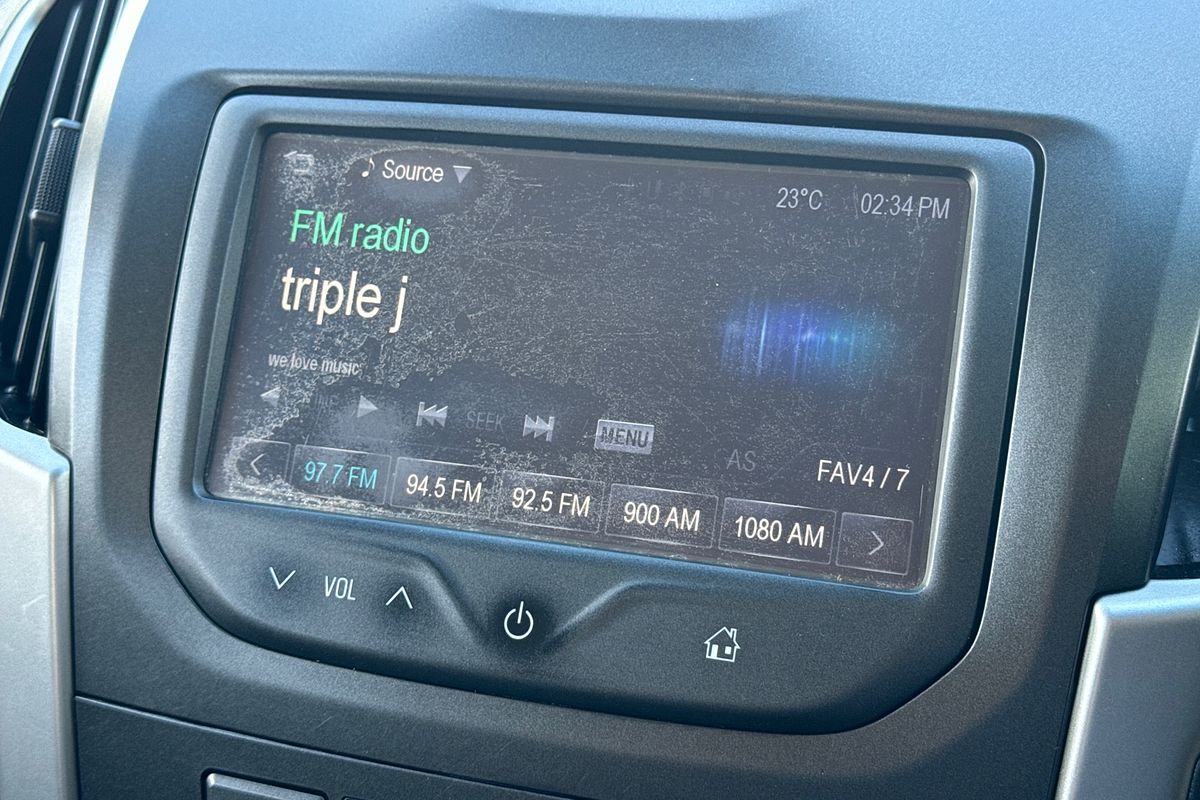 Source
23°C 02:34 PM
FM radio
triple j
we love music
SEEK MENU AS
FAV4 / 7
97.7 FM 94.5 FM 92.5 FM 900 AM 1080 AM
VOL